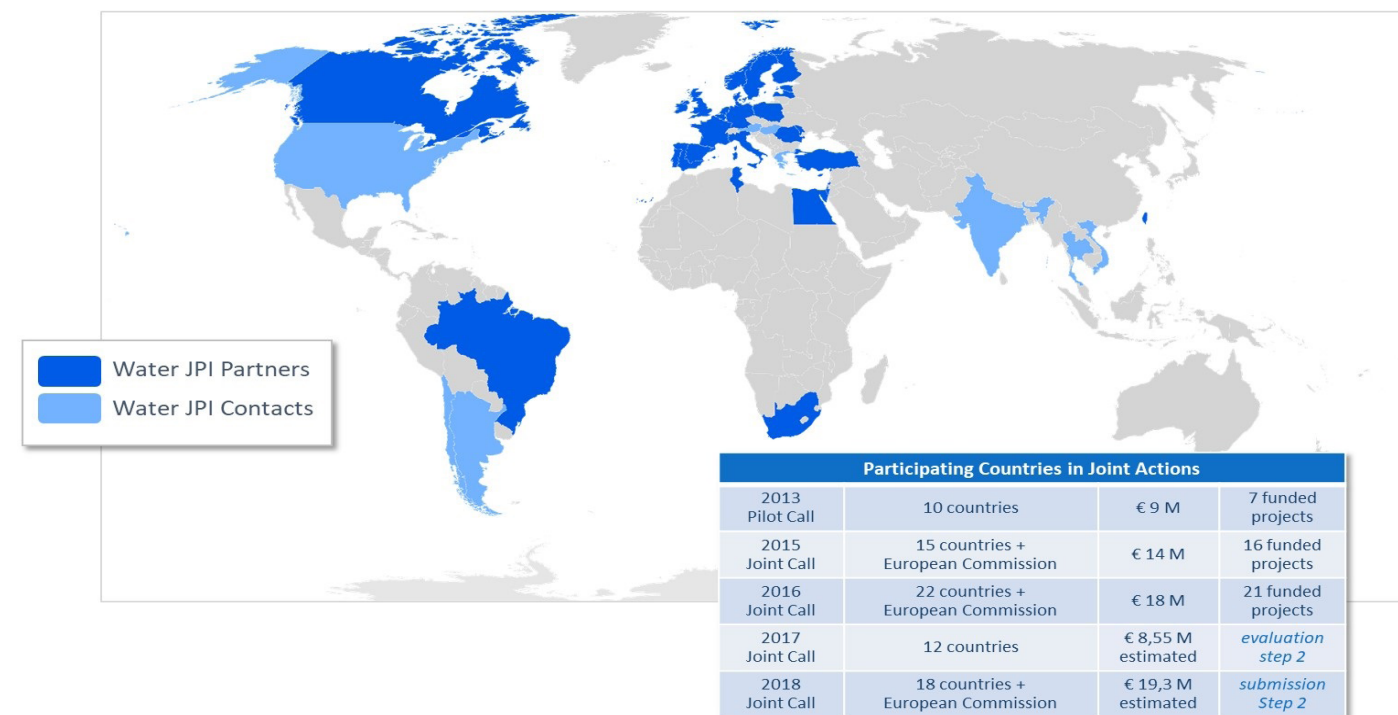 Water JPI Partners
Water JPI Contacts
Participating Countries in Joint Actions
2013
Pilot Call
10 countries
€ 9 M
7 funded
projects
2015
Joint Call
15 countries +
European Commission
€ 14 M
16 funded
projects
2016
Joint Call
22 countries +
European Commission
€ 18 M
21 funded
projects
2017
Joint Call
12 countries
€ 8,55 M
estimated
evaluation
step 2
2018
Joint Call
18 countries +
European Commission
€ 19,3 M
estimated
submission
Step 2